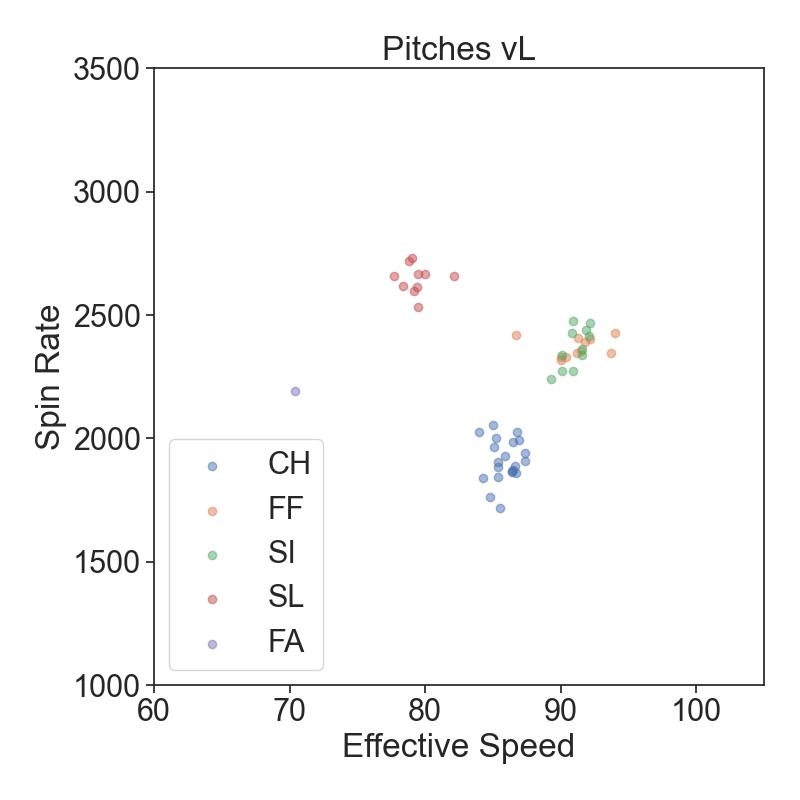 Pitches vL
3500
3000
2500
2000
1500
1000
Spin Rate
CH
FF
SI
SL
FA
60 70 80 90 100
Effective Speed